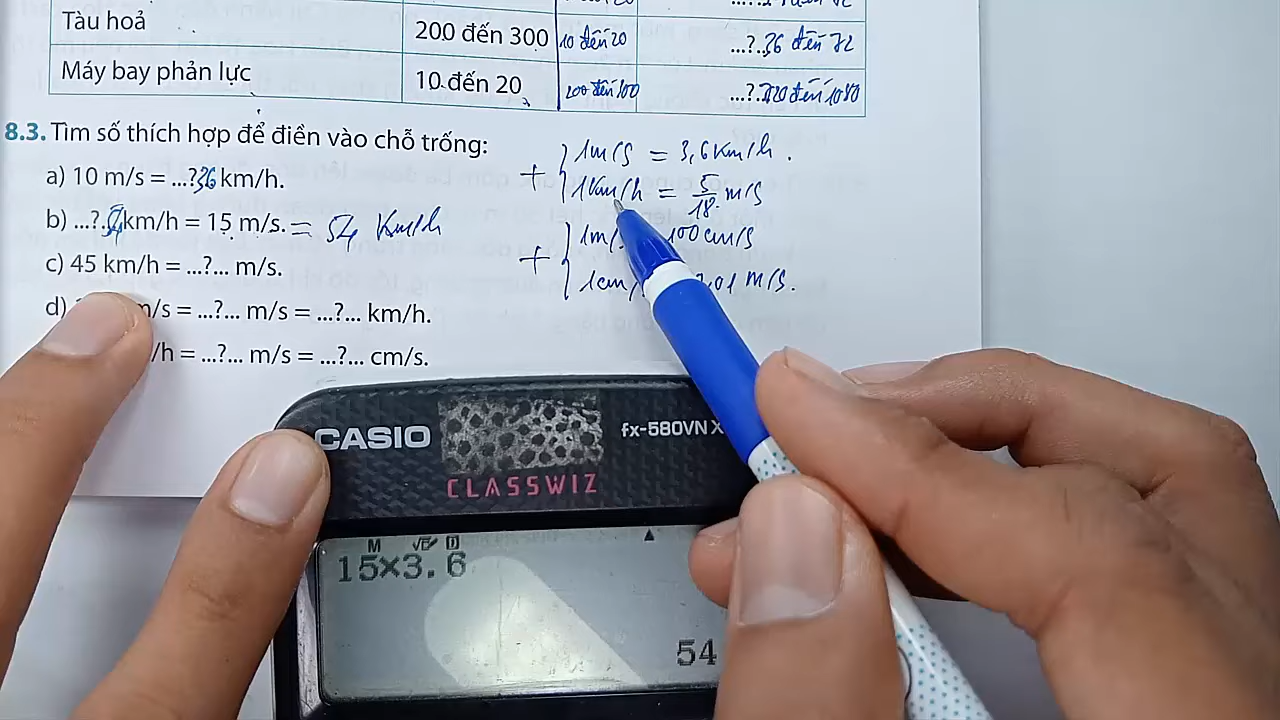 Tàu hoả
200 đến 300
10 đến 20
...?..36 đến 72
Máy bay phản lực
10 đến 20
200 đến 300
...?..720 đến 1080
8.3. Tìm số thích hợp để điền vào chỗ trống:
a) 10 m/s = ...?36 km/h.
b) ...?.54 km/h = 15 m/s. = 54 Km/h
c) 45 km/h = ...?... m/s.
d) m/s = ...?... m/s = ...?... km/h.
/h = ...?... m/s = ...?... cm/s.
+ { 1m/s = 3,6 Km/h.
1Km/h = 5/18 m/s
+ { 1m/ 100 cm/s
1cm/ 0,01 m/s.
CASIO
fx-580VN X
CLASSWIZ
M √ D ▲
15×3.6
54